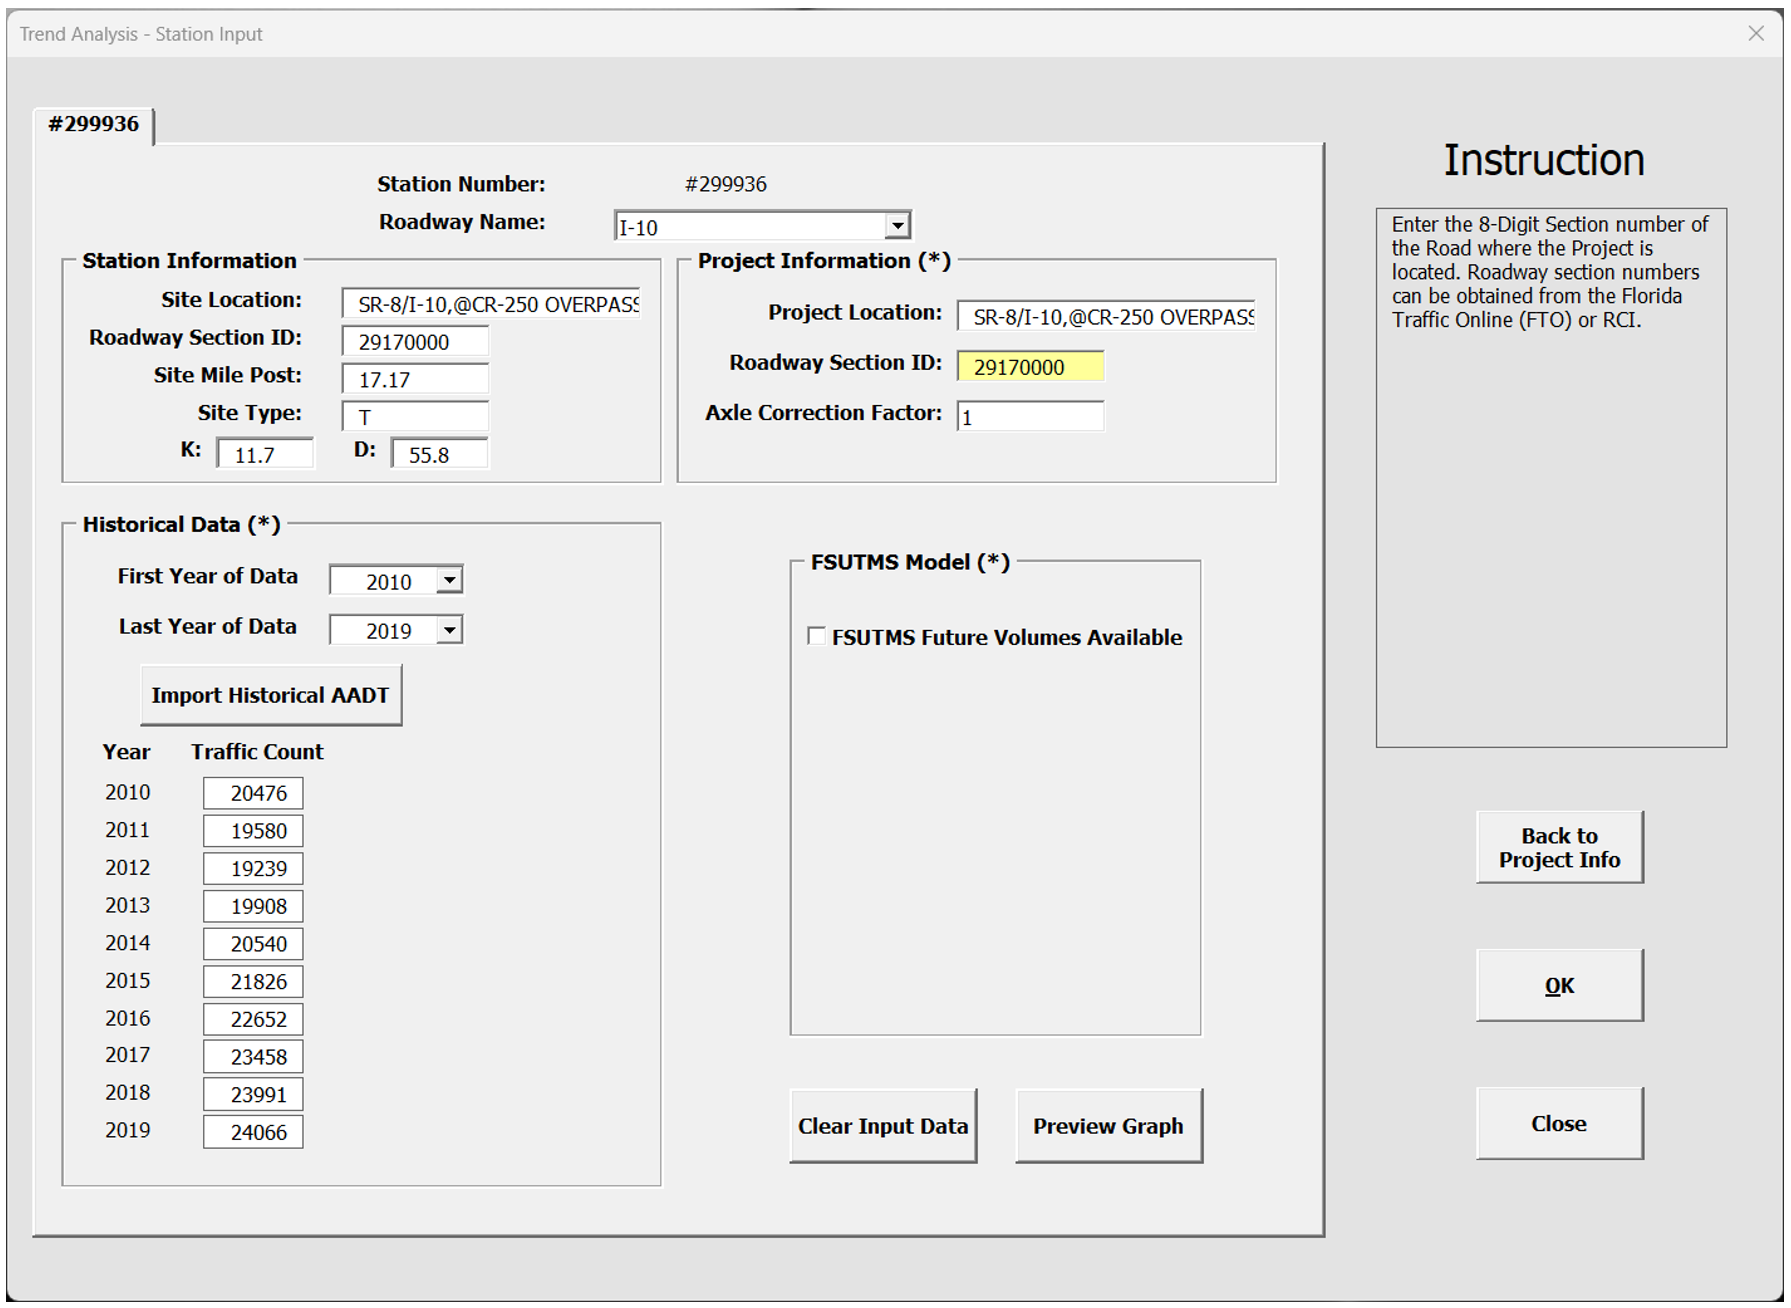 Trend Analysis - Station Input
#299936
Station Number: #299936
Roadway Name: I-10
Station Information
Site Location: SR-8/I-10,@CR-250 OVERPASS
Roadway Section ID: 29170000
Site Mile Post: 17.17
Site Type: T
K: 11.7 D: 55.8
Project Information (*)
Project Location: SR-8/I-10,@CR-250 OVERPASS
Roadway Section ID: 29170000
Axle Correction Factor: 1
Historical Data (*)
First Year of Data 2010
Last Year of Data 2019
Import Historical AADT
Year Traffic Count
2010 20476
2011 19580
2012 19239
2013 19908
2014 20540
2015 21826
2016 22652
2017 23458
2018 23991
2019 24066
FSUTMS Model (*)
FSUTMS Future Volumes Available
Clear Input Data
Preview Graph
Instruction
Enter the 8-Digit Section number of
the Road where the Project is
located. Roadway section numbers
can be obtained from the Florida
Traffic Online (FTO) or RCI.
Back to
Project Info
OK
Close